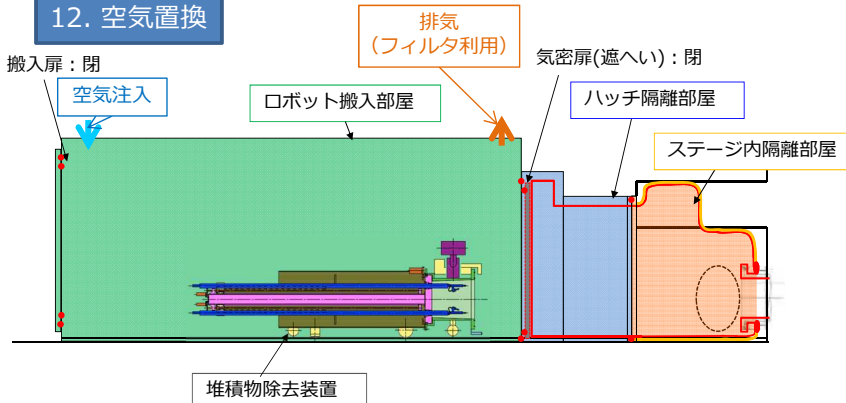 12. 空気置換
搬入扉：閉
空気注入
ロボット搬入部屋
排気
（フィルタ利用）
気密扉(遮へい)：閉
ハッチ隔離部屋
ステージ内隔離部屋
堆積物除去装置